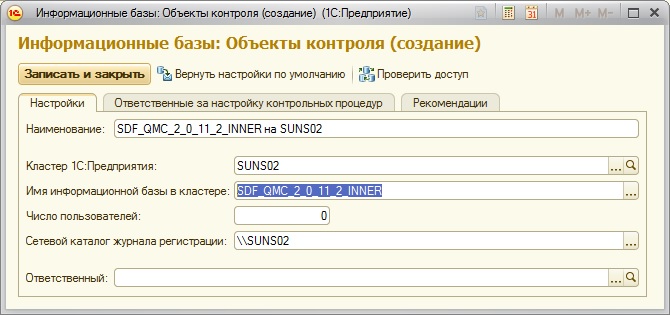 Информационные базы: Объекты контроля (создание) (1С:Предприятие)
M M+ M-
Информационные базы: Объекты контроля (создание)
Записать и закрыть Вернуть настройки по умолчанию Проверить доступ
Настройки Ответственные за настройку контрольных процедур Рекомендации
Наименование: SDF_QMC_2_0_11_2_INNER на SUNS02
Кластер 1С:Предприятия: SUNS02 ...
Имя информационной базы в кластере: SDF_QMC_2_0_11_2_INNER ...
Число пользователей: 0
Сетевой каталог журнала регистрации: \\SUNS02 ...
Ответственный: ...